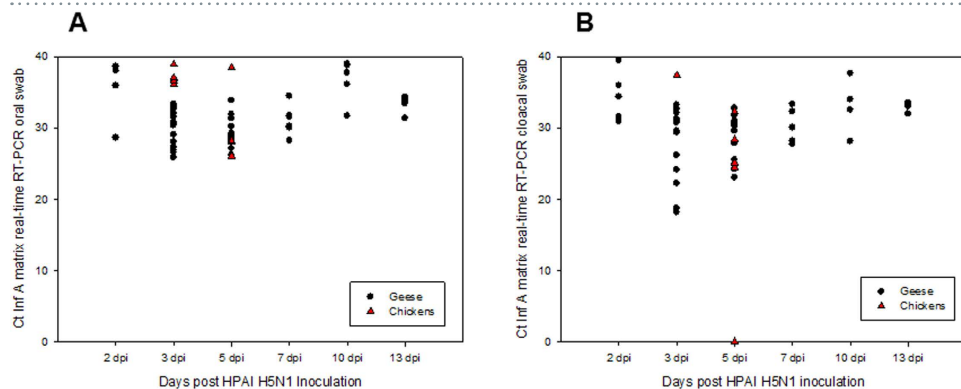 A
Ct Inf A matrix real-time RT-PCR oral swab
40
30
20
10
0
Geese
Chickens
2 dpi 3 dpi 5 dpi 7 dpi 10 dpi 13 dpi
Days post HPAI H5N1 Inoculation
B
Ct Inf A matrix real-time RT-PCR cloacal swab
40
30
20
10
0
Geese
Chickens
2 dpi 3 dpi 5 dpi 7 dpi 10 dpi 13 dpi
Days post HPAI H5N1 Inoculation